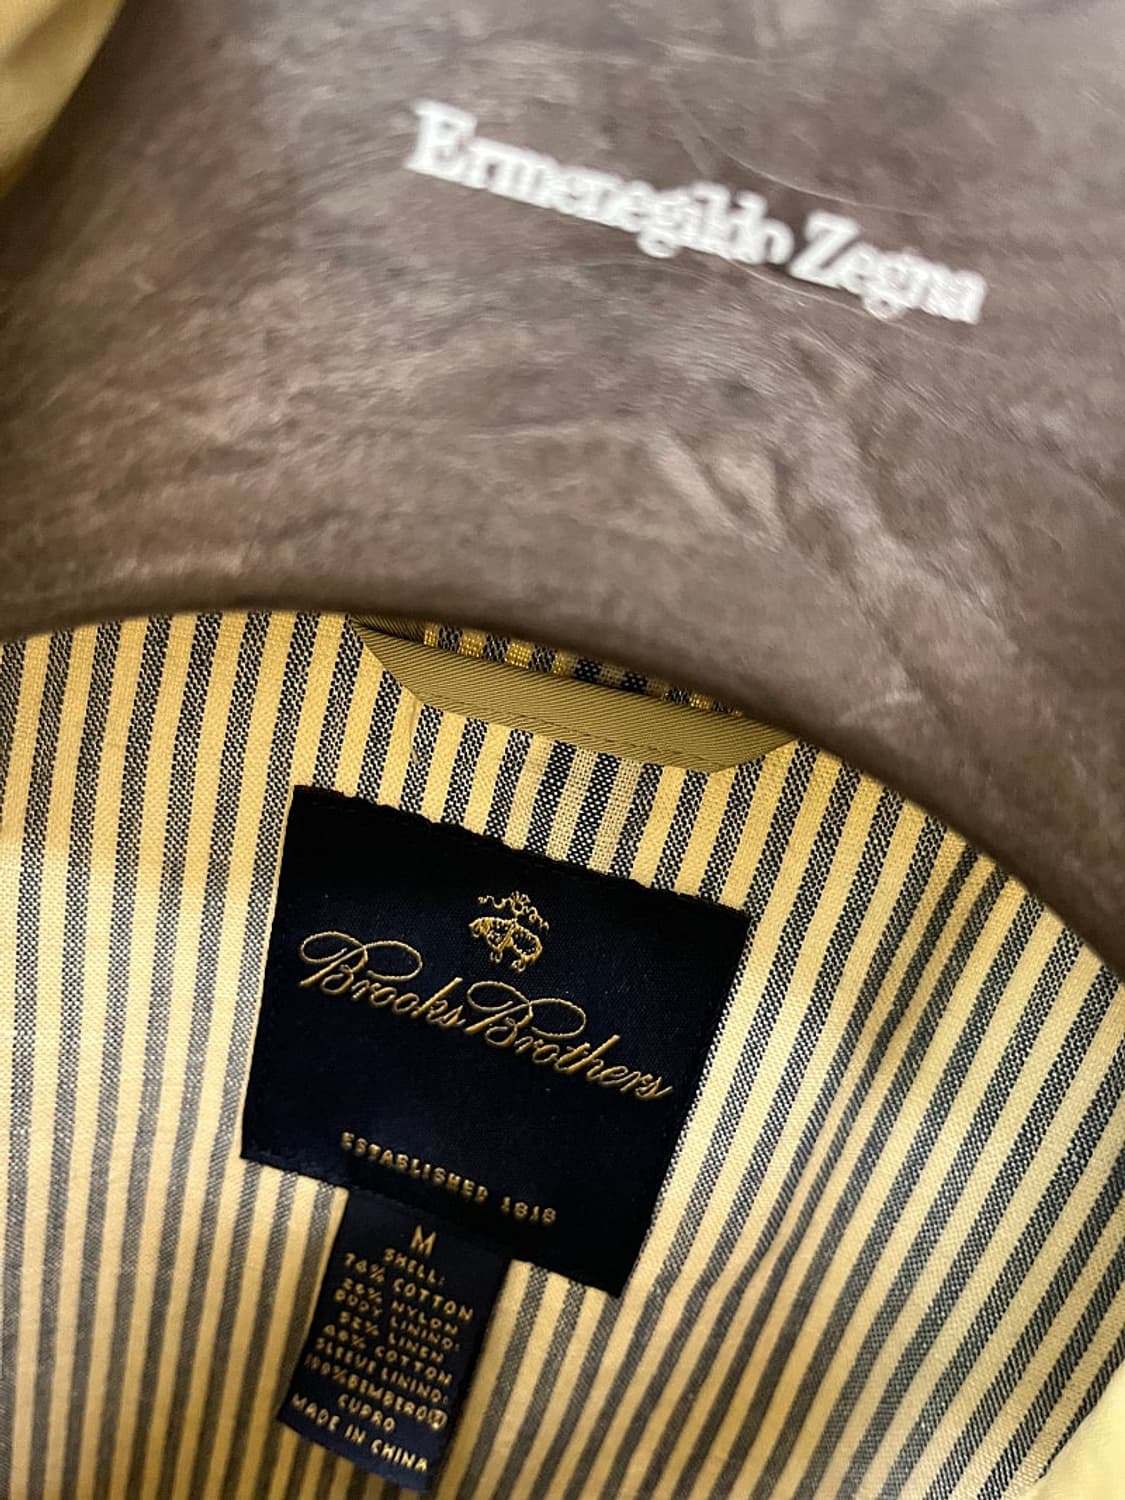 Ermenegildo Zegna
Brooks Brothers
ESTABLISHED 1818
M
SHELL:
74% COTTON
26% NYLON
BODY LINING:
52% LINEN
48% COTTON
SLEEVE LINING:
100% BEMBERG®
CUPRO
MADE IN CHINA